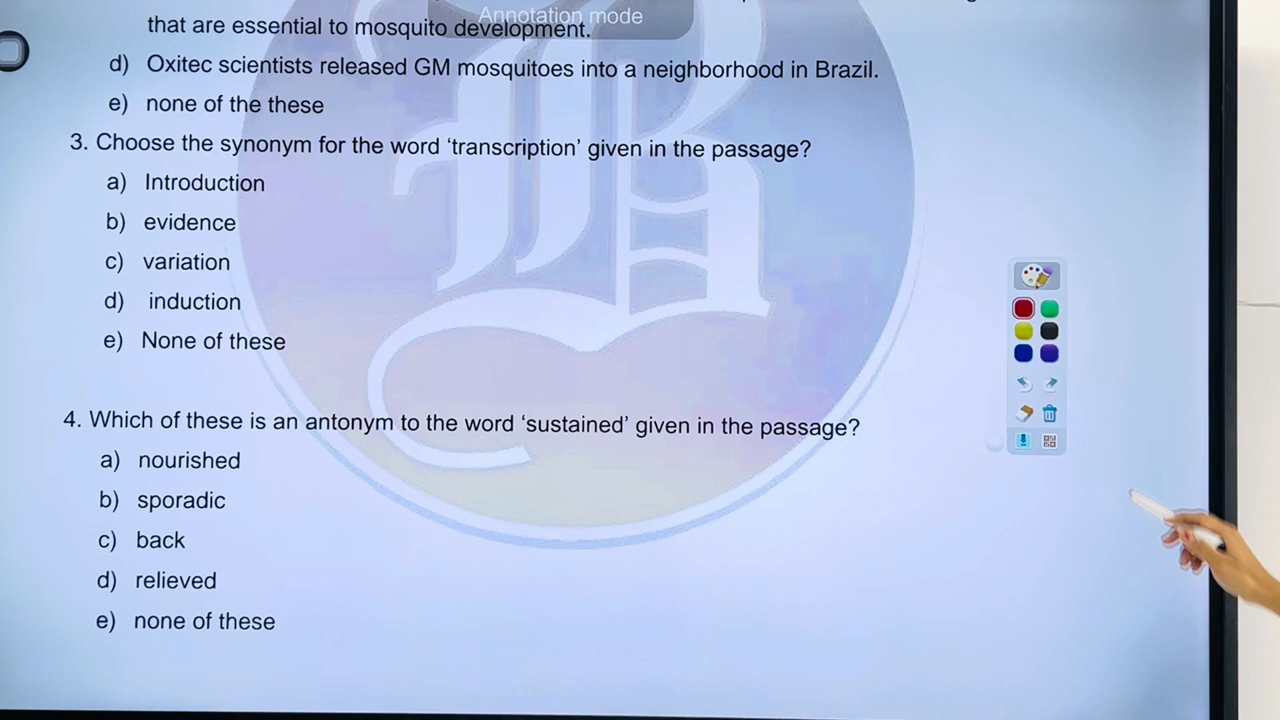 Annotation mode
that are essential to mosquito development.
d) Oxitec scientists released GM mosquitoes into a neighborhood in Brazil.
e) none of the these
3. Choose the synonym for the word ‘transcription’ given in the passage?
a) Introduction
b) evidence
c) variation
d) induction
e) None of these
4. Which of these is an antonym to the word ‘sustained’ given in the passage?
a) nourished
b) sporadic
c) back
d) relieved
e) none of these